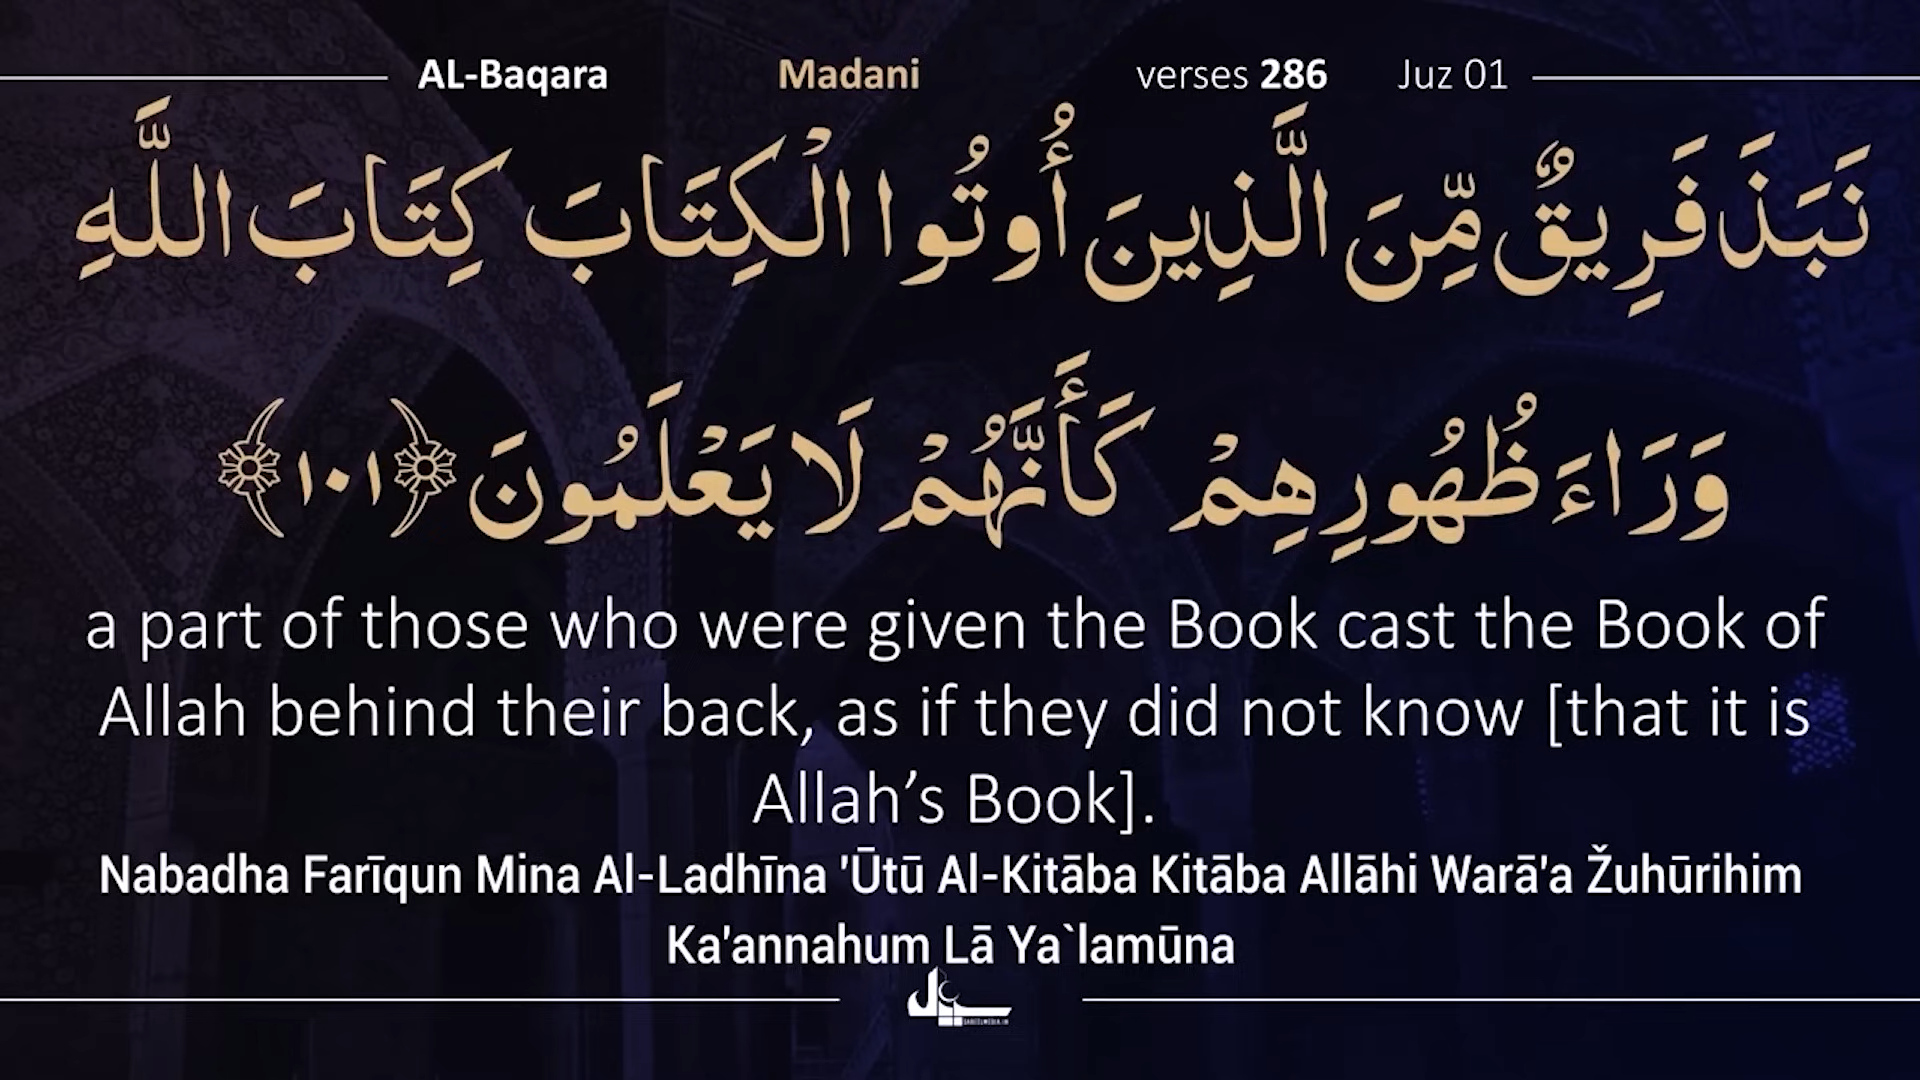 AL-Baqara Madani verses 286 Juz 01
نَبَذَ فَرِيقٌ مِّنَ الَّذِينَ أُوتُوا الْكِتَابَ كِتَابَ اللَّهِ
وَرَاءَ ظُهُورِهِمْ كَأَنَّهُمْ لَا يَعْلَمُونَ ﴿١٠١﴾
a part of those who were given the Book cast the Book of
Allah behind their back, as if they did not know [that it is
Allah’s Book].
Nabadha Farīqun Mina Al-Ladhīna 'Ūtū Al-Kitāba Kitāba Allāhi Warā'a Žuhūrihim
Ka'annahum Lā Ya`lamūna